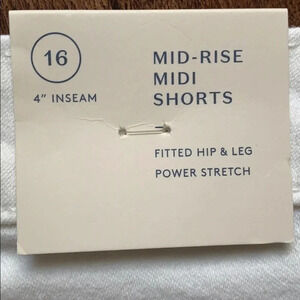 16
4" INSEAM
MID-RISE
MIDI
SHORTS
FITTED HIP & LEG
POWER STRETCH